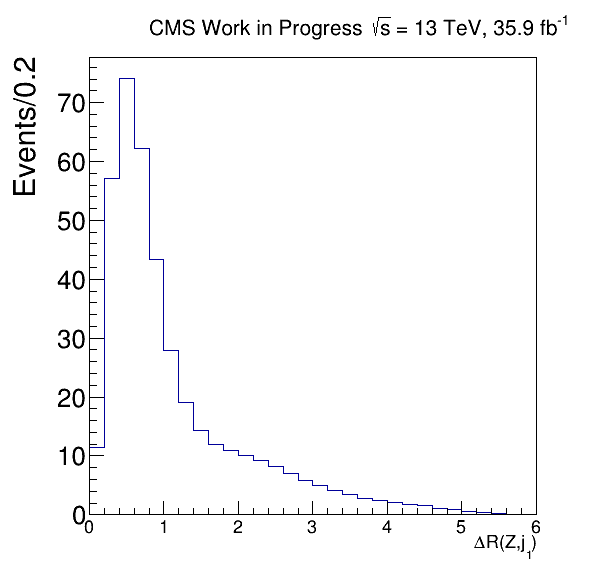 CMS Work in Progress √s = 13 TeV, 35.9 fb⁻¹
Events/0.2
70
60
50
40
30
20
10
0
0 1 2 3 4 5 6
ΔR(Z,j₁)